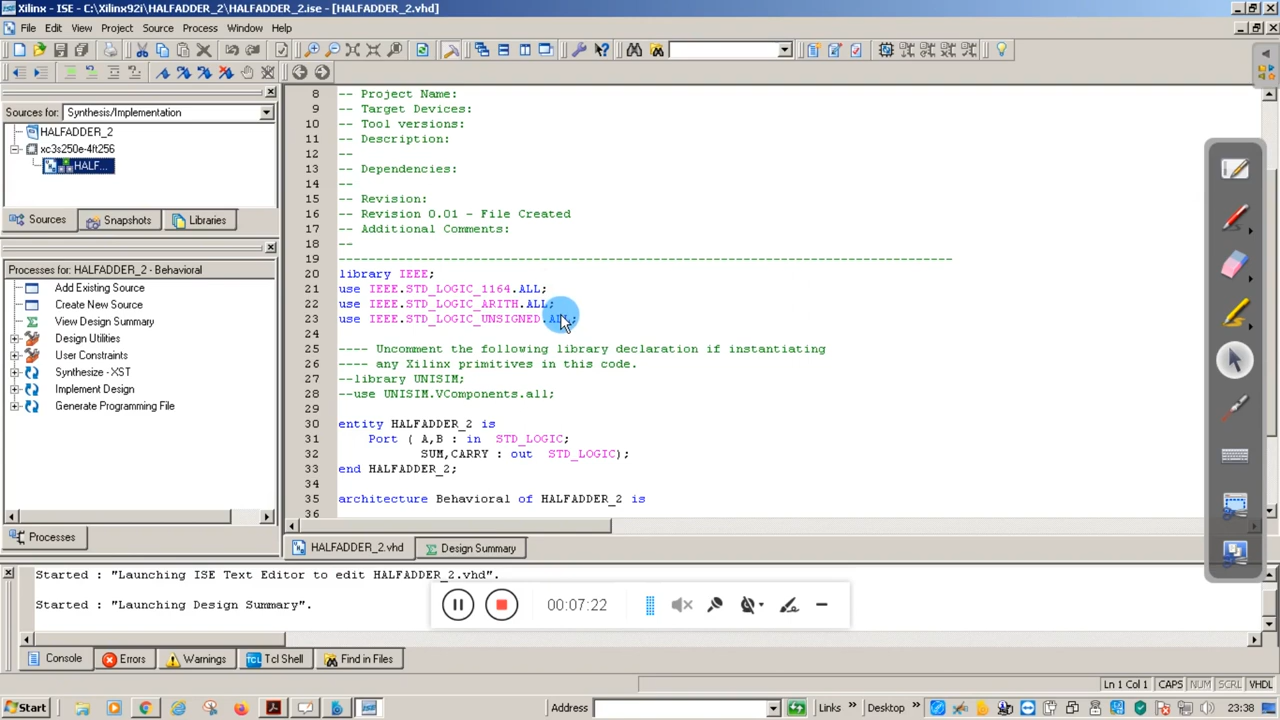 Xilinx - ISE - C:\Xilinx92i\HALFADDER_2\HALFADDER_2.ise - [HALFADDER_2.vhd]
File Edit View Project Source Process Window Help
Sources for: Synthesis/Implementation
HALFADDER_2
xc3s250e-4ft256
HALF...
Sources Snapshots Libraries
Processes for: HALFADDER_2 - Behavioral
Add Existing Source
Create New Source
View Design Summary
Design Utilities
User Constraints
Synthesize - XST
Implement Design
Generate Programming File
Processes
8 -- Project Name:
9 -- Target Devices:
10 -- Tool versions:
11 -- Description:
12 --
13 -- Dependencies:
14 --
15 -- Revision:
16 -- Revision 0.01 - File Created
17 -- Additional Comments:
18 --
19 ----------------------------------------------------------------------------------
20 library IEEE;
21 use IEEE.STD_LOGIC_1164.ALL;
22 use IEEE.STD_LOGIC_ARITH.ALL;
23 use IEEE.STD_LOGIC_UNSIGNED.ALL;
24
25 ---- Uncomment the following library declaration if instantiating
26 ---- any Xilinx primitives in this code.
27 --library UNISIM;
28 --use UNISIM.VComponents.all;
29
30 entity HALFADDER_2 is
31 Port ( A,B : in STD_LOGIC;
32 SUM,CARRY : out STD_LOGIC);
33 end HALFADDER_2;
34
35 architecture Behavioral of HALFADDER_2 is
36
HALFADDER_2.vhd Design Summary
Started : "Launching ISE Text Editor to edit HALFADDER_2.vhd".
Started : "Launching Design Summary".
00:07:22
Console Errors Warnings TCL Tcl Shell Find in Files
Ln 1 Col 1 CAPS NUM SCRL VHDL
Start Address Links » Desktop » 23:38